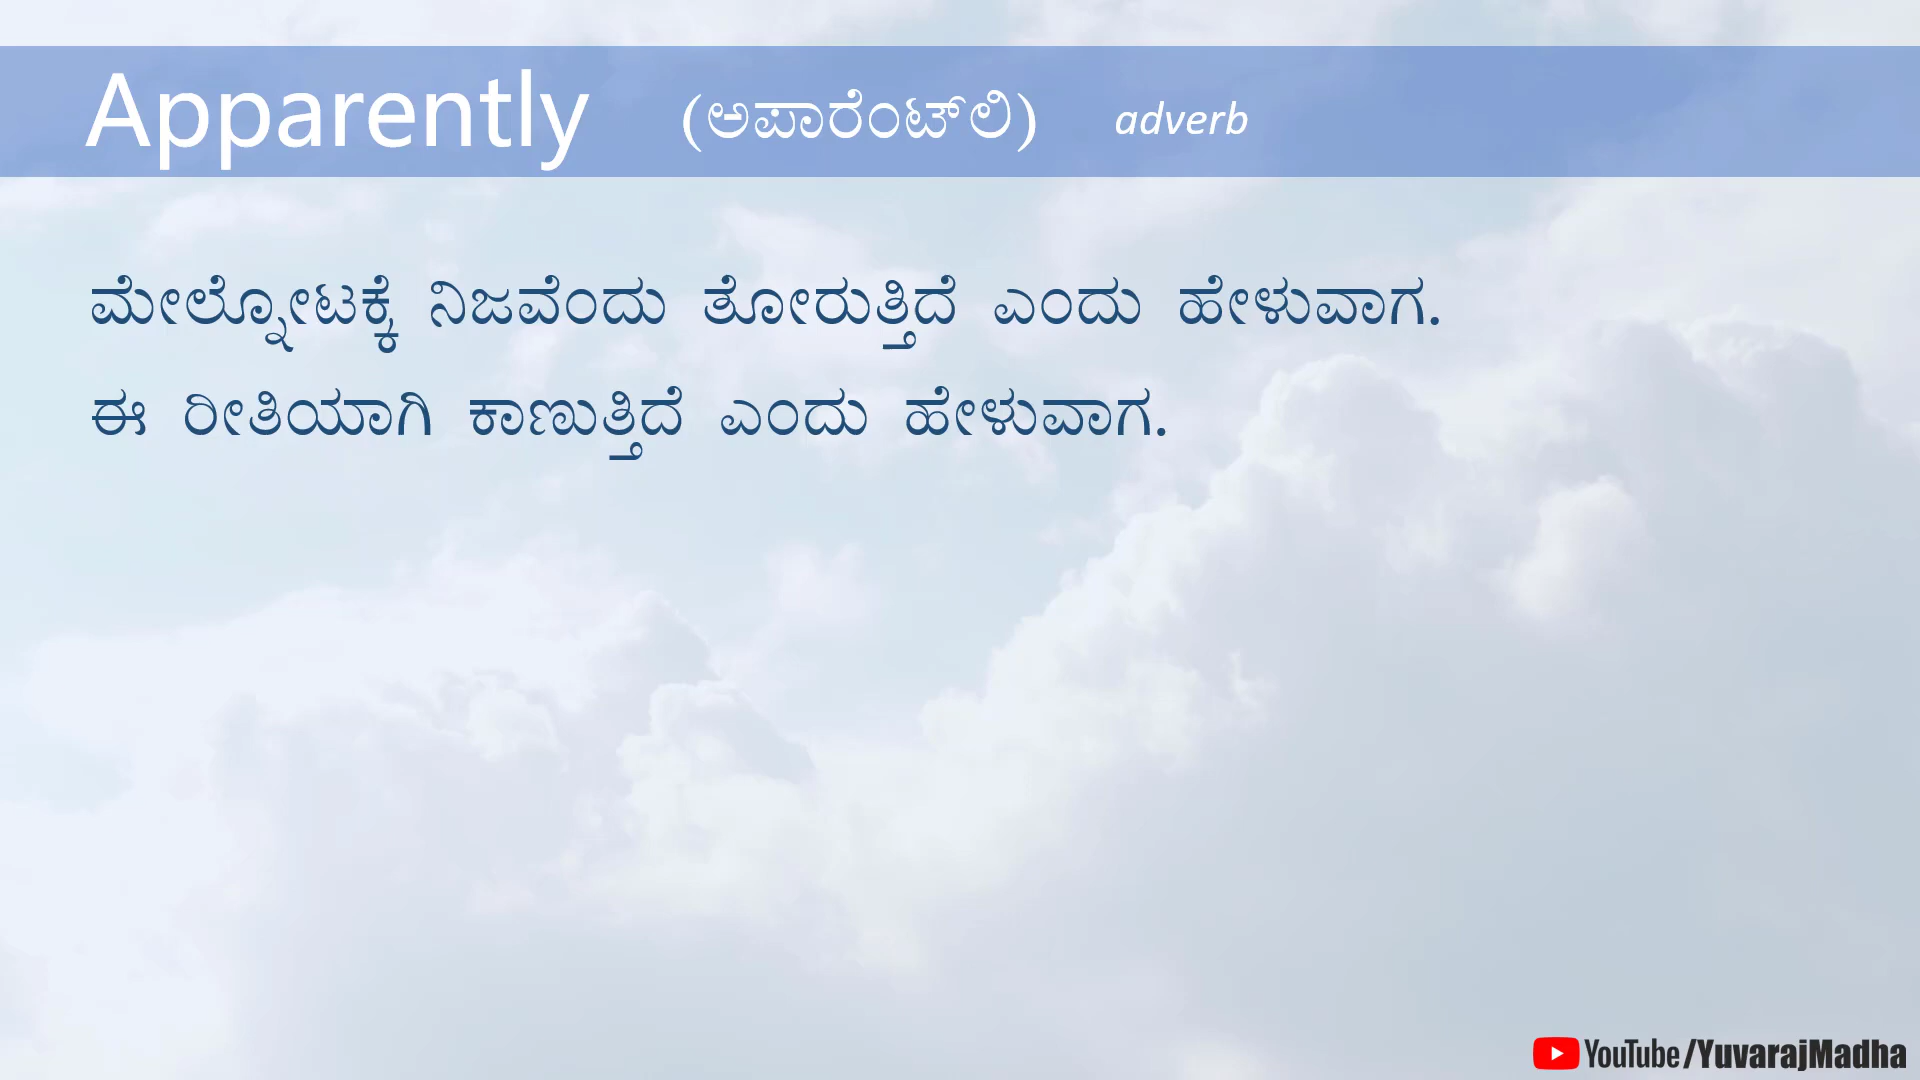 Apparently (ಅಪಾರೆಂಟ್‌ಲಿ) adverb
ಮೇಲ್ನೋಟಕ್ಕೆ ನಿಜವೆಂದು ತೋರುತ್ತಿದೆ ಎಂದು ಹೇಳುವಾಗ.
ಈ ರೀತಿಯಾಗಿ ಕಾಣುತ್ತಿದೆ ಎಂದು ಹೇಳುವಾಗ.
YouTube/YuvarajMadha